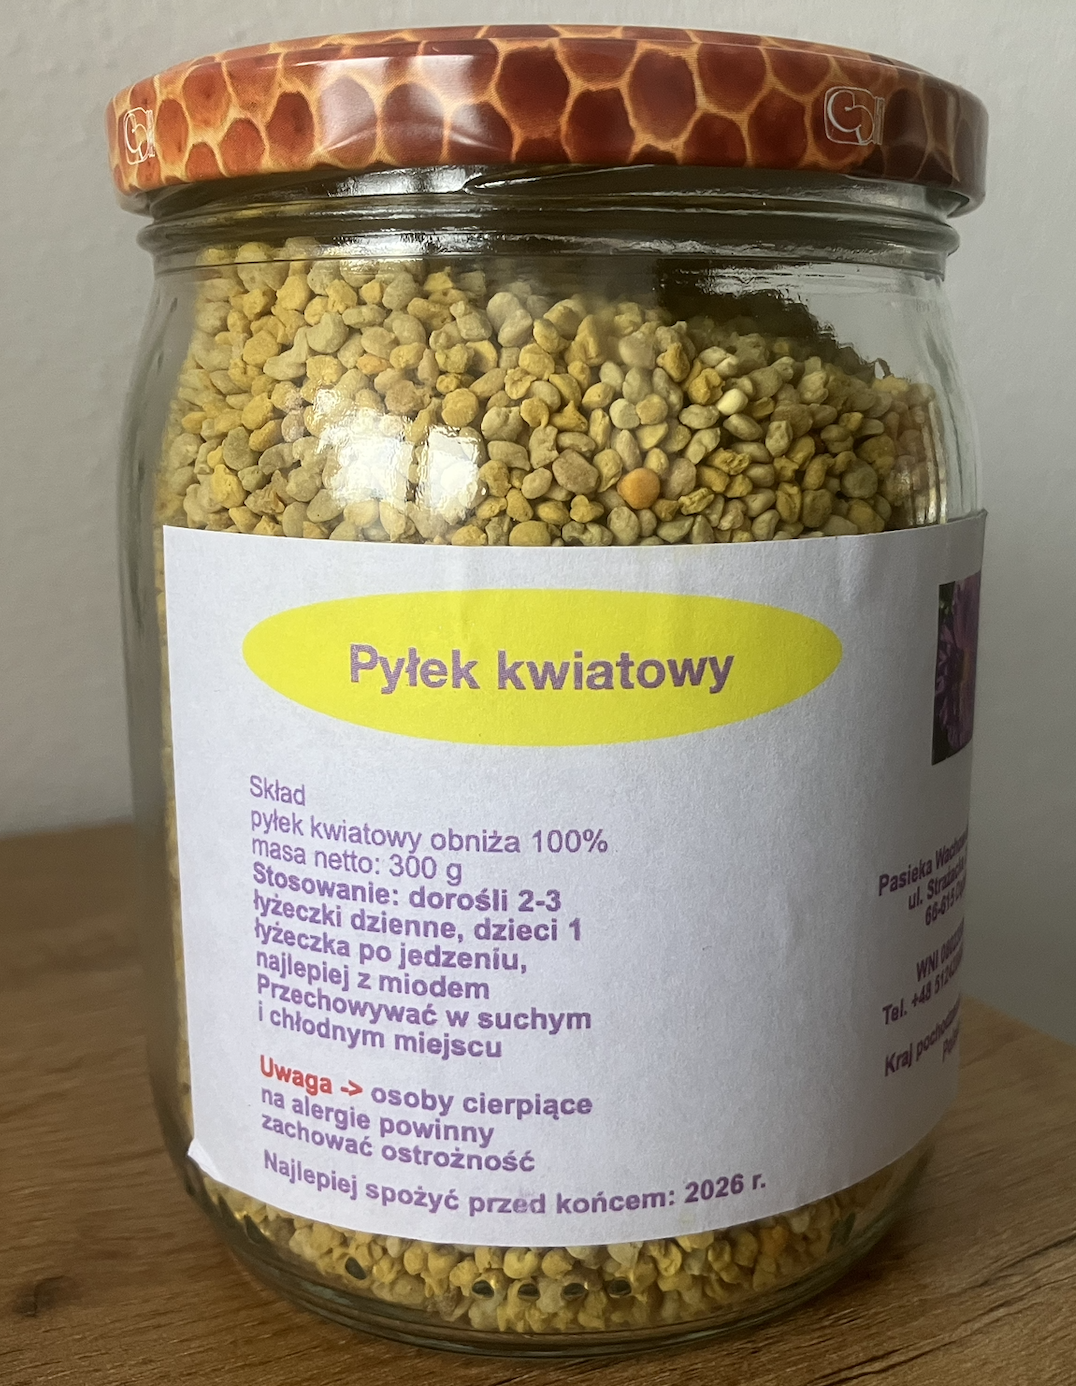 Pyłek kwiatowy
Skład
pyłek kwiatowy obniża 100%
masa netto: 300 g
Stosowanie: dorośli 2-3
łyżeczki dzienne, dzieci 1
łyżeczka po jedzeniu,
najlepiej z miodem
Przechowywać w suchym
i chłodnym miejscu
Uwaga -> osoby cierpiące
na alergie powinny
zachować ostrożność
Najlepiej spożyć przed końcem: 2026 r.
Pasieka
ul.
WNI
Tel. +48
Kraj